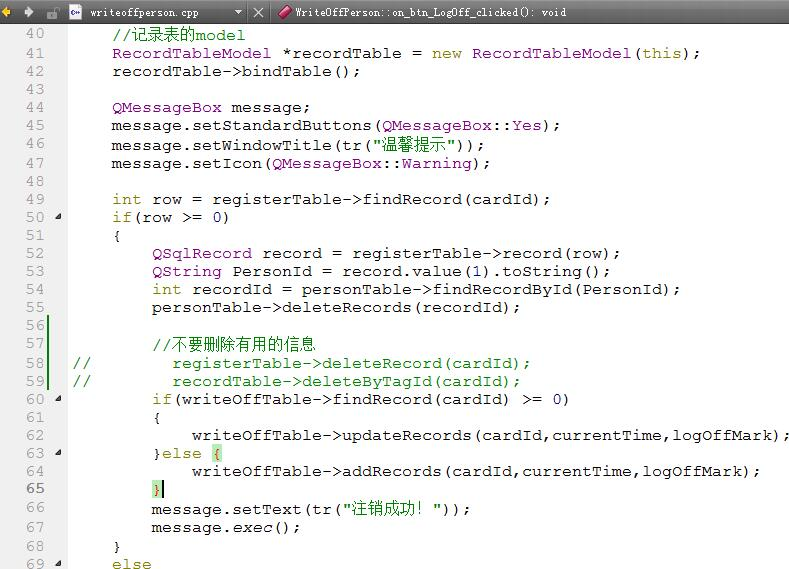 writeoffperson.cpp WriteOffPerson::on_btn_LogOff_clicked(): void
40 //记录表的model
41 RecordTableModel *recordTable = new RecordTableModel(this);
42 recordTable->bindTable();
43
44 QMessageBox message;
45 message.setStandardButtons(QMessageBox::Yes);
46 message.setWindowTitle(tr("温馨提示"));
47 message.setIcon(QMessageBox::Warning);
48
49 int row = registerTable->findRecord(cardId);
50 if(row >= 0)
51 {
52 QSqlRecord record = registerTable->record(row);
53 QString PersonId = record.value(1).toString();
54 int recordId = personTable->findRecordById(PersonId);
55 personTable->deleteRecords(recordId);
56
57 //不要删除有用的信息
58 // registerTable->deleteRecord(cardId);
59 // recordTable->deleteByTagId(cardId);
60 if(writeOffTable->findRecord(cardId) >= 0)
61 {
62 writeOffTable->updateRecords(cardId,currentTime,logOffMark);
63 }else {
64 writeOffTable->addRecords(cardId,currentTime,logOffMark);
65 }
66 message.setText(tr("注销成功！"));
67 message.exec();
68 }
69 else